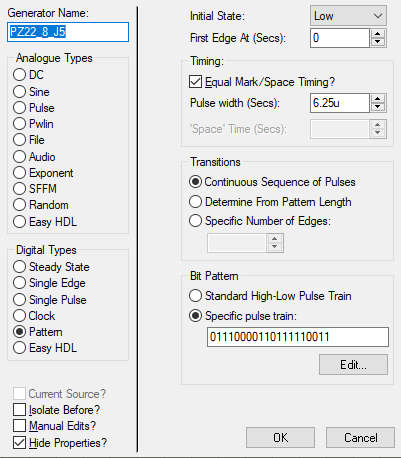 Generator Name:
PZ22_8_J5
Analogue Types
DC
Sine
Pulse
Pwlin
File
Audio
Exponent
SFFM
Random
Easy HDL
Digital Types
Steady State
Single Edge
Single Pulse
Clock
Pattern
Easy HDL
Current Source?
Isolate Before?
Manual Edits?
Hide Properties?
Initial State: Low
First Edge At (Secs): 0
Timing:
Equal Mark/Space Timing?
Pulse width (Secs): 6.25u
'Space' Time (Secs):
Transitions
Continuous Sequence of Pulses
Determine From Pattern Length
Specific Number of Edges:
Bit Pattern
Standard High-Low Pulse Train
Specific pulse train:
01110000110111110011
Edit...
OK Cancel